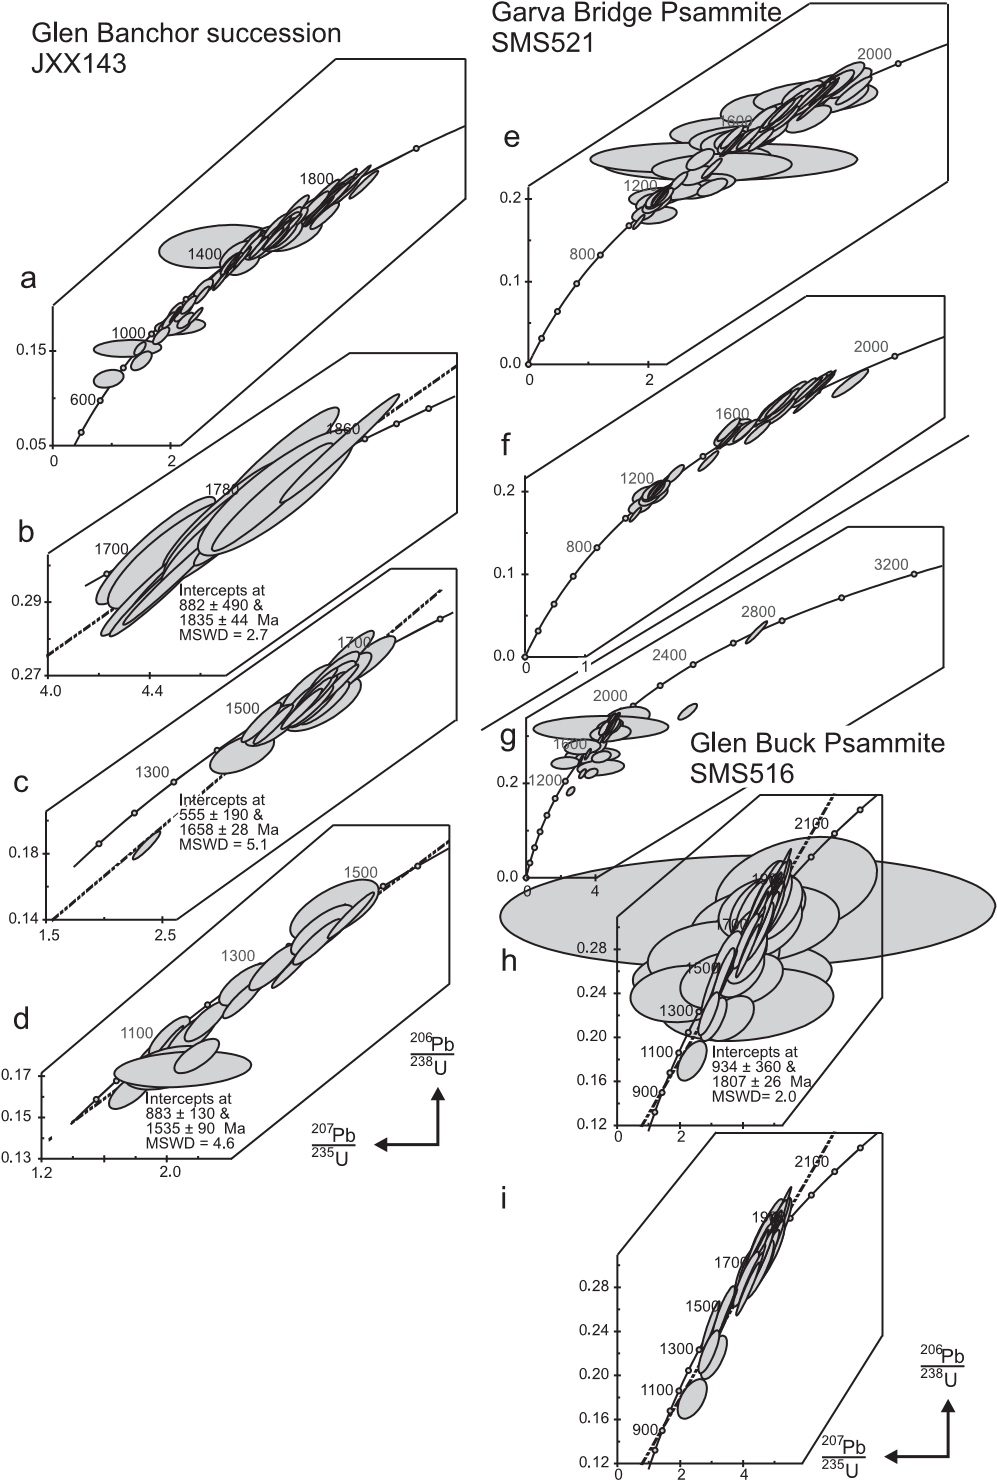 Glen Banchor succession
JXX143
a
1800
1400
1000
600
0.15
0.05
0
2
b
1860
1780
1700
0.29
0.27
4.0
4.4
Intercepts at
882 ± 490 &
1835 ± 44 Ma
MSWD = 2.7
c
1700
1500
1300
0.18
0.14
1.5
2.5
Intercepts at
555 ± 190 &
1658 ± 28 Ma
MSWD = 5.1
d
1500
1300
1100
0.17
0.15
0.13
1.2
2.0
Intercepts at
883 ± 130 &
1535 ± 90 Ma
MSWD = 4.6
206Pb
238U
207Pb
235U
Garva Bridge Psammite
SMS521
e
2000
1600
1200
800
0.2
0.1
0.0
0
2
f
2000
1600
1200
800
0.2
0.1
0.0
0
1
g
3200
2800
2400
2000
1600
1200
0.2
0.0
0
4
Glen Buck Psammite
SMS516
h
2100
1900
1700
1500
1300
1100
900
0.28
0.24
0.20
0.16
0.12
0
2
4
Intercepts at
934 ± 360 &
1807 ± 26 Ma
MSWD= 2.0
i
2100
1900
1700
1500
1300
1100
900
0.28
0.24
0.20
0.16
0.12
0
2
4
206Pb
238U
207Pb
235U